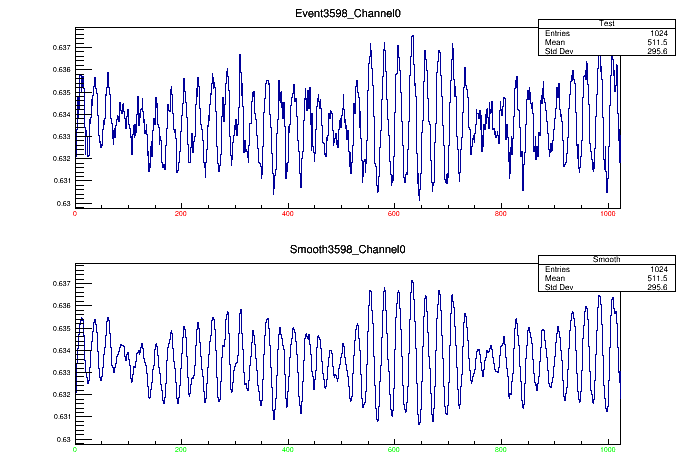 Event3598_Channel0
Test
Entries 1024
Mean 511.5
Std Dev 295.6
0.637
0.636
0.635
0.634
0.633
0.632
0.631
0.63
0 200 400 600 800 1000
Smooth3598_Channel0
Smooth
Entries 1024
Mean 511.5
Std Dev 295.6
0.637
0.636
0.635
0.634
0.633
0.632
0.631
0.63
0 200 400 600 800 1000